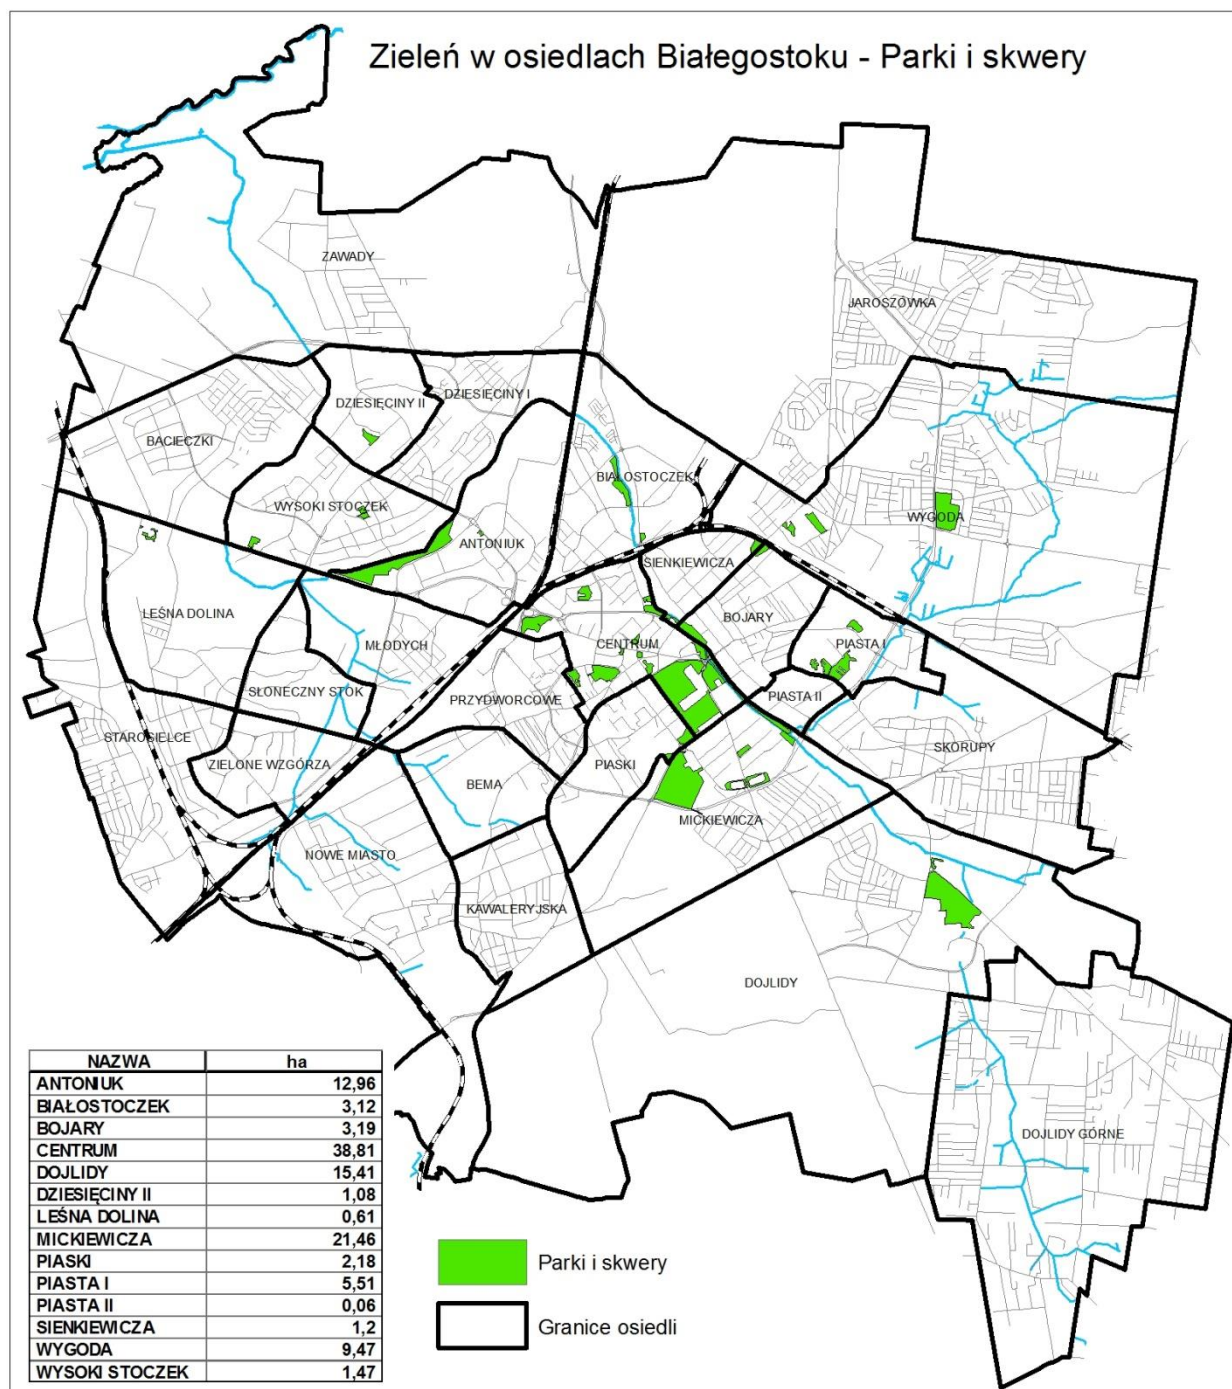 Zieleń w osiedlach Białegostoku - Parki i skwery
ZAWADY
JAROSZÓWKA
DZIESIĘCINY I
DZIESIĘCINY II
BACIECZKI
BIAŁOSTOCZEK
WYSOKI STOCZEK
WYGODA
ANTONIUK
SIENKIEWICZA
LEŚNA DOLINA
BOJARY
MŁODYCH
CENTRUM
PIASTA I
SŁONECZNY STOK
PRZYDWORCOWE
PIASTA II
STAROSIELCE
ZIELONE WZGÓRZA
PIASKI
SKORUPY
BEMA
MICKIEWICZA
NOWE MIASTO
KAWALERYJSKA
DOJLIDY
DOJLIDY GÓRNE
NAZWA ha
ANTONIUK 12,96
BIAŁOSTOCZEK 3,12
BOJARY 3,19
CENTRUM 38,81
DOJLIDY 15,41
DZIESIĘCINY II 1,08
LEŚNA DOLINA 0,61
MICKIEWICZA 21,46
PIASKI 2,18
PIASTA I 5,51
PIASTA II 0,06
SIENKIEWICZA 1,2
WYGODA 9,47
WYSOKI STOCZEK 1,47
Parki i skwery
Granice osiedli